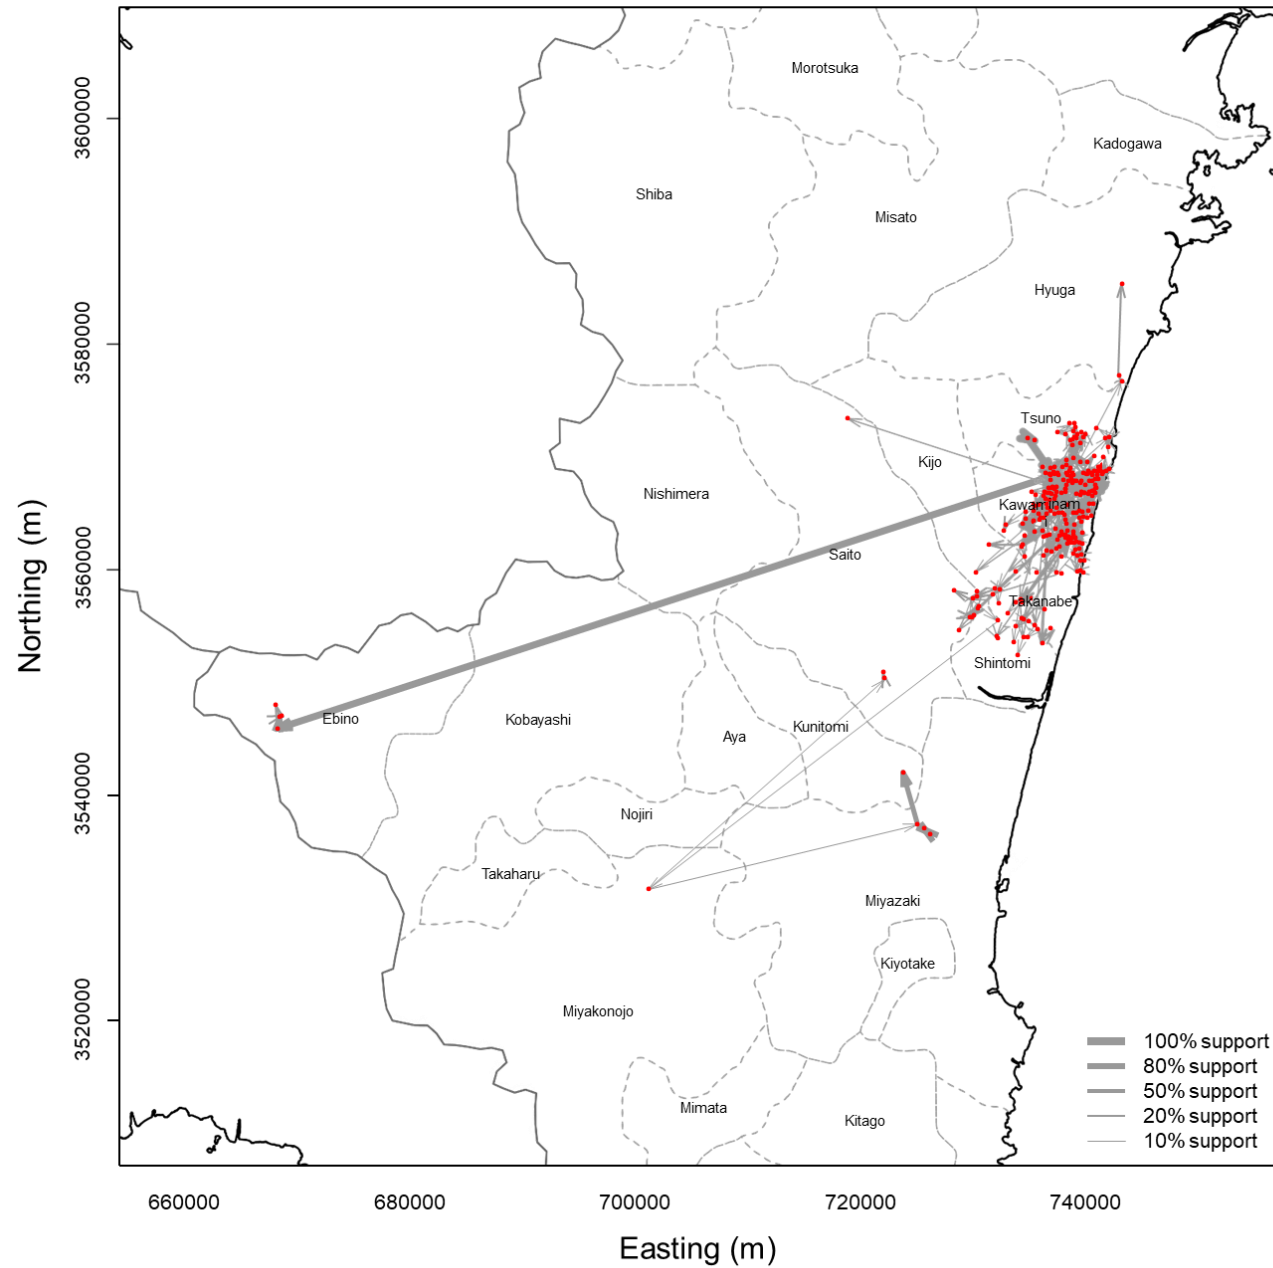 Morotsuka
3600000
Kadogawa
Shiba
Misato
Hyuga
3580000
Tsuno
Kijo
Nishimera
Kawaminam
Northing (m)
Saito
3560000
Takanabe
Shintomi
Ebino
Kobayashi
Kunitomi
Aya
3540000
Nojiri
Takaharu
Miyazaki
Kiyotake
3520000
Miyakonojo
100% support
80% support
50% support
Mimata
Kitago
20% support
10% support
660000
680000
700000
720000
740000
Easting (m)